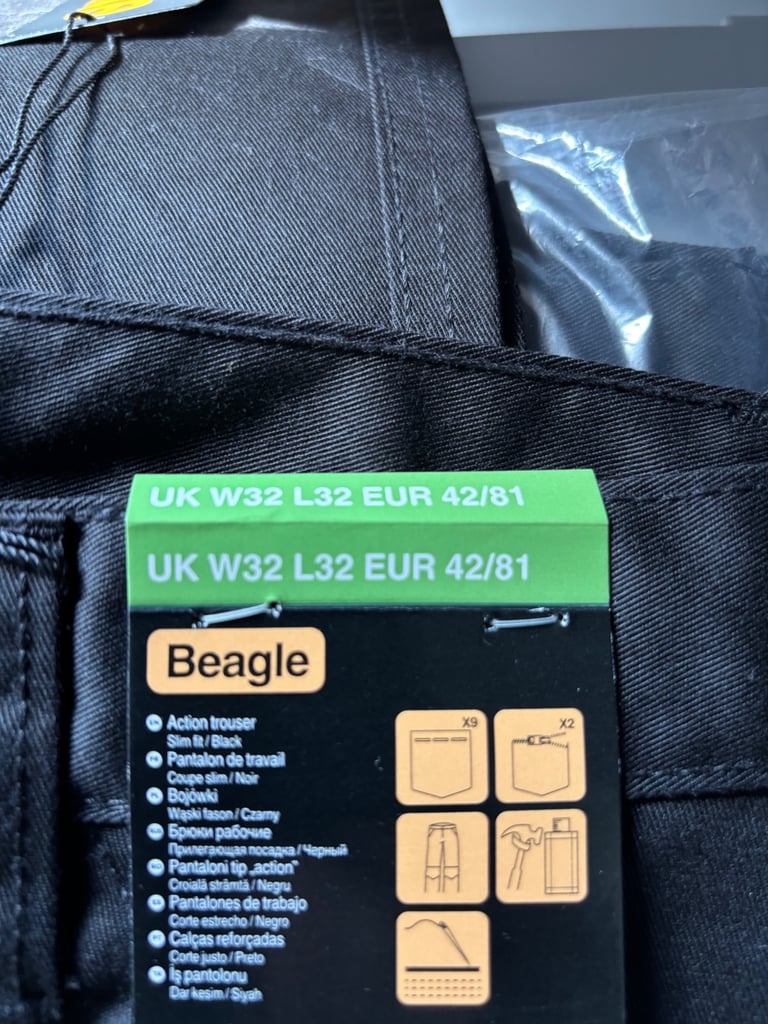 UK W32 L32 EUR 42/81
UK W32 L32 EUR 42/81
Beagle
Action trouser
Slim fit / Black
Pantalon de travail
Coupe slim / Noir
Bojówki
Wąski fason / Czarny
Брюки рабочие
Прилегающая посадка / Черный
Pantaloni tip „action”
Croială strâmtă / Negru
Pantalones de trabajo
Corte estrecho / Negro
Calças reforçadas
Corte justo / Preto
İş pantolonu
Dar kesim / Siyah
X9
X2